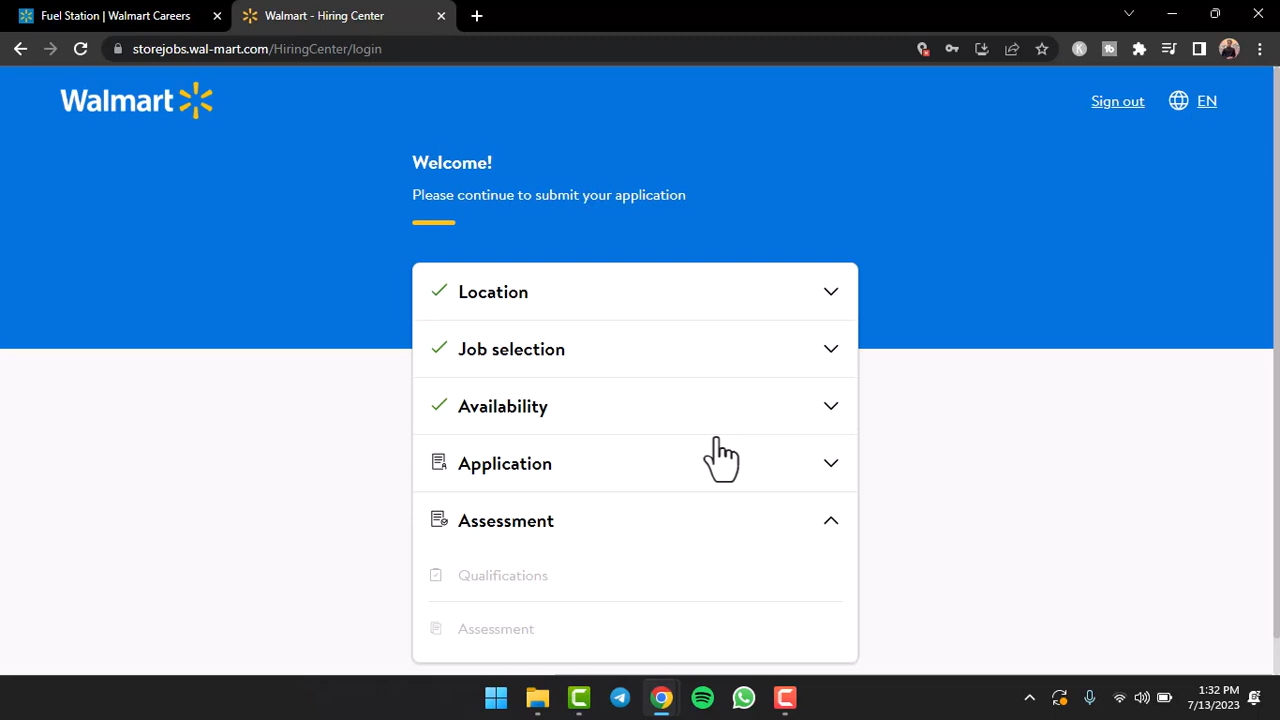 Fuel Station | Walmart Careers
Walmart - Hiring Center
storejobs.wal-mart.com/HiringCenter/login
Walmart
Sign out
EN
Welcome!
Please continue to submit your application
Location
Job selection
Availability
Application
Assessment
Qualifications
Assessment
1:32 PM
7/13/2023